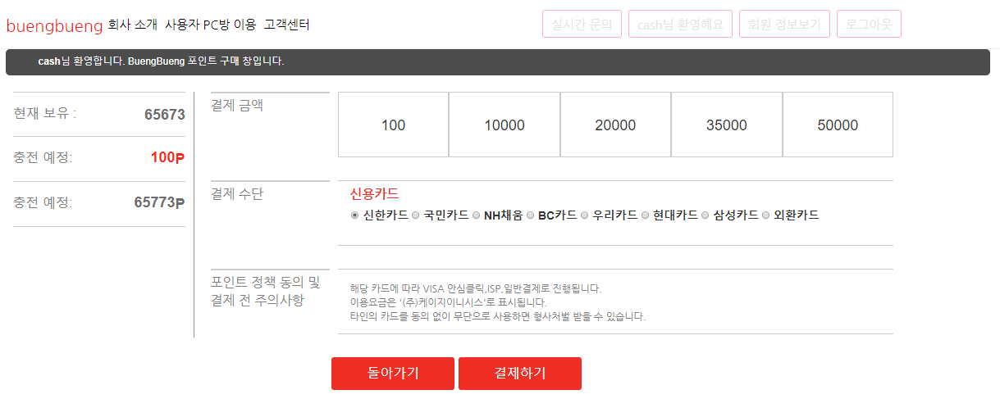 buengbueng 회사 소개 사용자 PC방 이용 고객센터 실시간 문의 cash님 환영해요 회원 정보보기 로그아웃
cash님 환영합니다. BuengBueng 포인트 구매 창입니다.
현재 보유 : 65673
충전 예정: 100P
충전 예정: 65773P
결제 금액
100 10000 20000 35000 50000
결제 수단
신용카드
신한카드 국민카드 NH채움 BC카드 우리카드 현대카드 삼성카드 외환카드
포인트 정책 동의 및
결제 전 주의사항
해당 카드에 따라 VISA 안심클릭,ISP,일반결제로 진행됩니다.
이용요금은 '(주)케이지이니시스'로 표시됩니다.
타인의 카드를 동의 없이 무단으로 사용하면 형사처벌 받을 수 있습니다.
돌아가기 결제하기